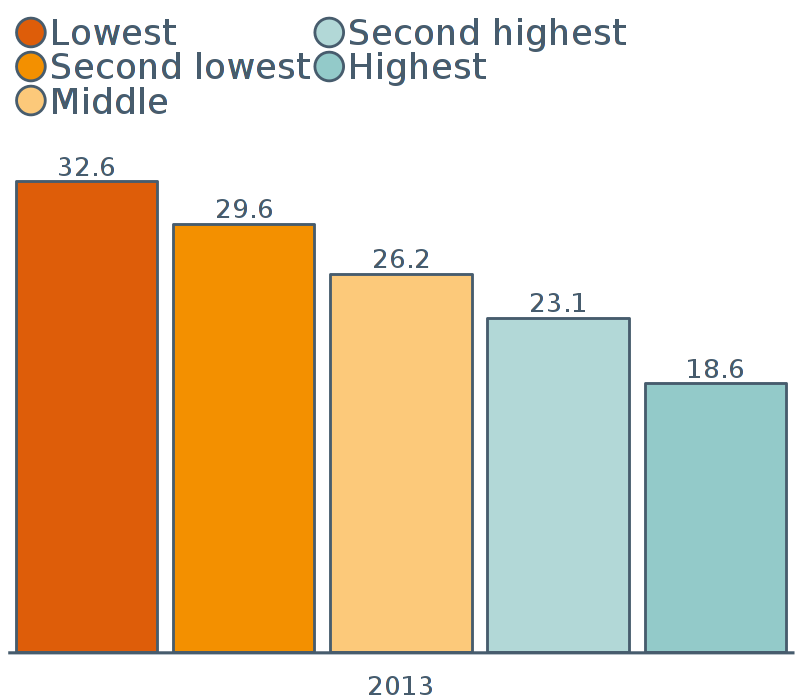 Lowest
Second lowest
Middle
Second highest
Highest
32.6
29.6
26.2
23.1
18.6
2013